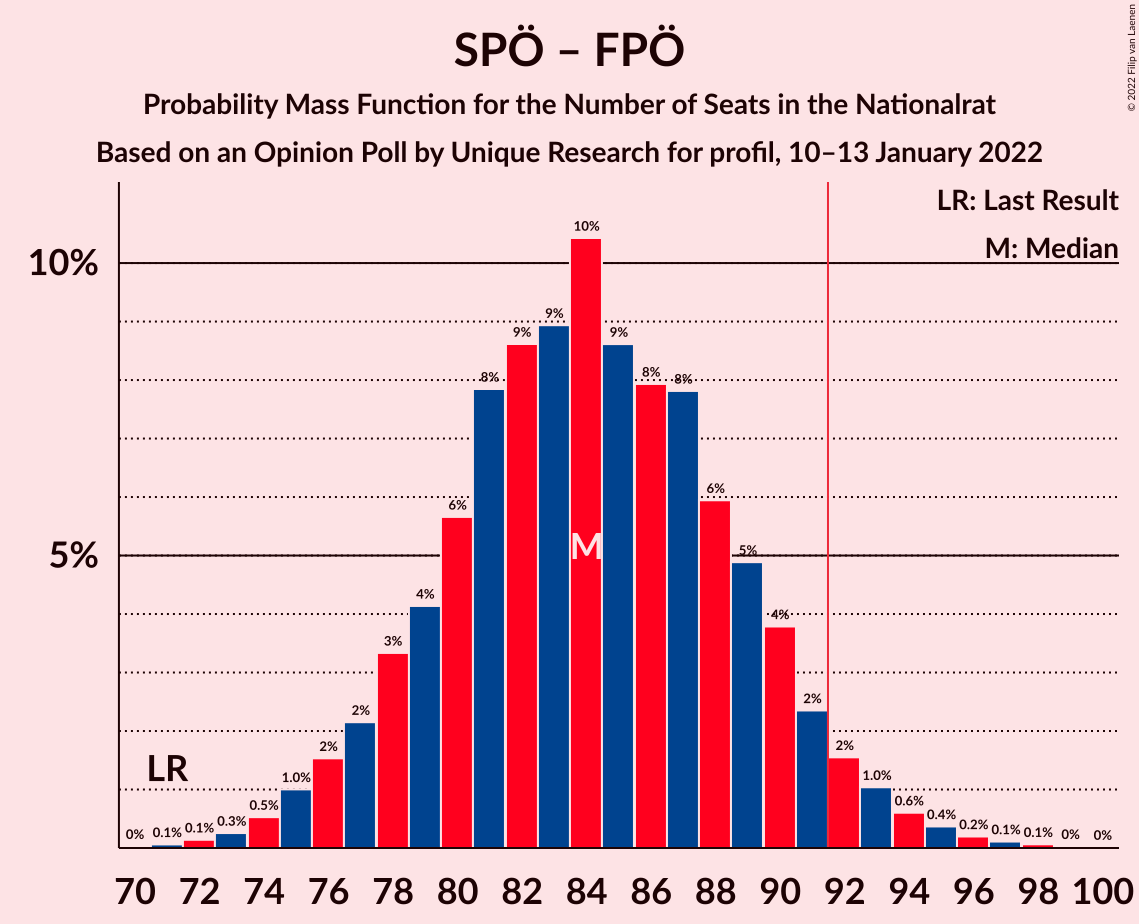 SPÖ – FPÖ
Probability Mass Function for the Number of Seats in the Nationalrat
Based on an Opinion Poll by Unique Research for profil, 10–13 January 2022
© 2022 Filip van Laenen
LR: Last Result
M: Median
10%
5%
LR
M
0% 0.1% 0.1% 0.3% 0.5% 1.0% 2% 2% 3% 4% 6% 8% 9% 9% 10% 9% 8% 8% 6% 5% 4% 2% 2% 1.0% 0.6% 0.4% 0.2% 0.1% 0.1% 0% 0%
70 72 74 76 78 80 82 84 86 88 90 92 94 96 98 100